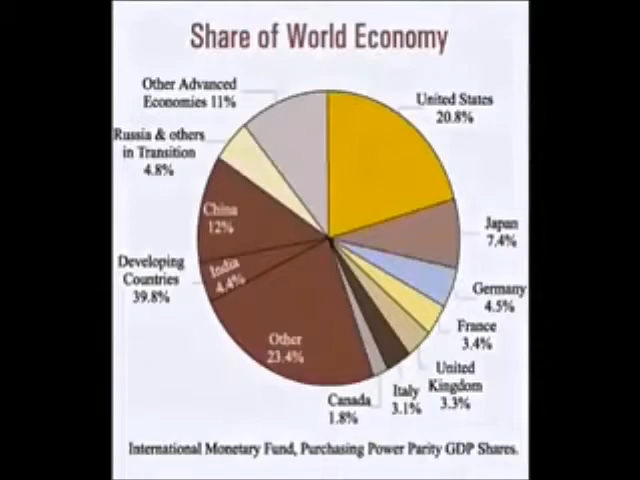 Share of World Economy
Other Advanced
Economies 11%
United States
20.8%
Russia & others
in Transition
4.8%
China
12%
Japan
7.4%
Developing
Countries
39.8%
India
4.4%
Germany
4.5%
France
3.4%
Other
23.4%
United
Kingdom
3.3%
Italy
3.1%
Canada
1.8%
International Monetary Fund, Purchasing Power Parity GDP Shares.